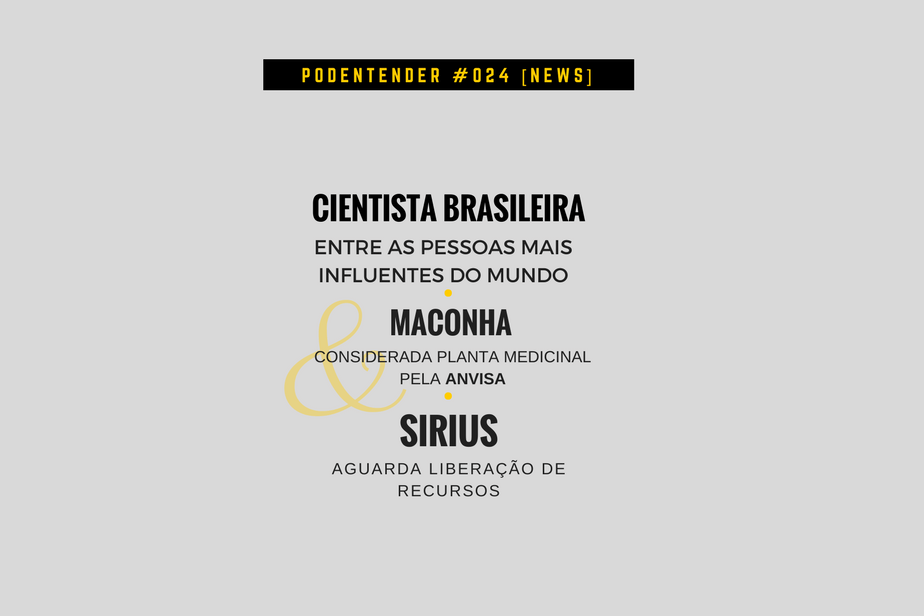 PODENTENDER #024 [NEWS]
CIENTISTA BRASILEIRA
ENTRE AS PESSOAS MAIS
INFLUENTES DO MUNDO
&
MACONHA
CONSIDERADA PLANTA MEDICINAL
PELA ANVISA
SIRIUS
AGUARDA LIBERAÇÃO DE
RECURSOS